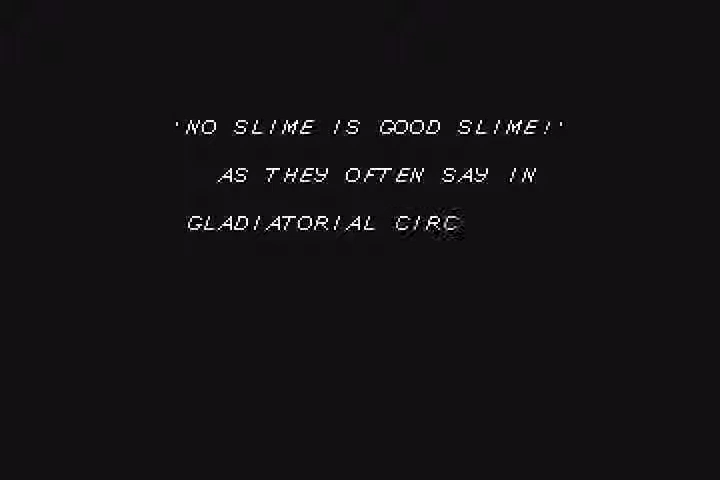 'NO SLIME IS GOOD SLIME!'
AS THEY OFTEN SAY IN
GLADIATORIAL CIRC